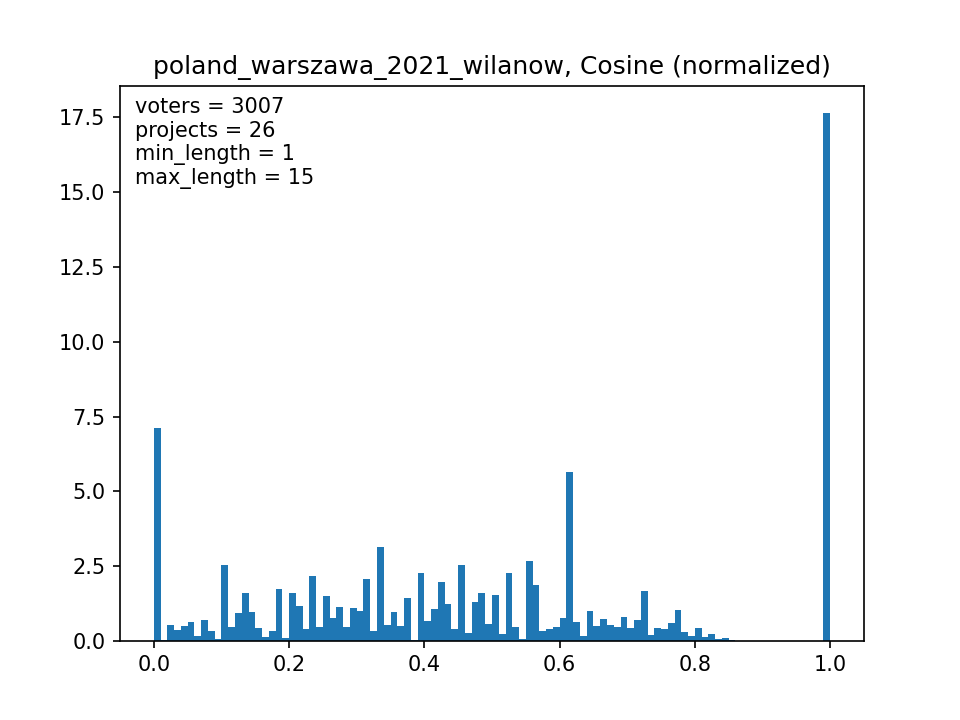 poland_warszawa_2021_wilanow, Cosine (normalized)
voters = 3007
projects = 26
min_length = 1
max_length = 15
17.5
15.0
12.5
10.0
7.5
5.0
2.5
0.0
0.0 0.2 0.4 0.6 0.8 1.0